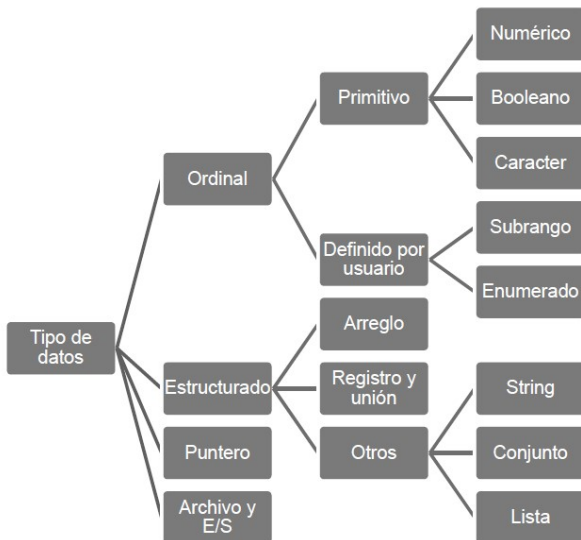 Tipo de
datos
Ordinal
Primitivo
Numérico
Booleano
Caracter
Definido por
usuario
Subrango
Enumerado
Estructurado
Arreglo
Registro y
unión
Otros
String
Conjunto
Lista
Puntero
Archivo y
E/S